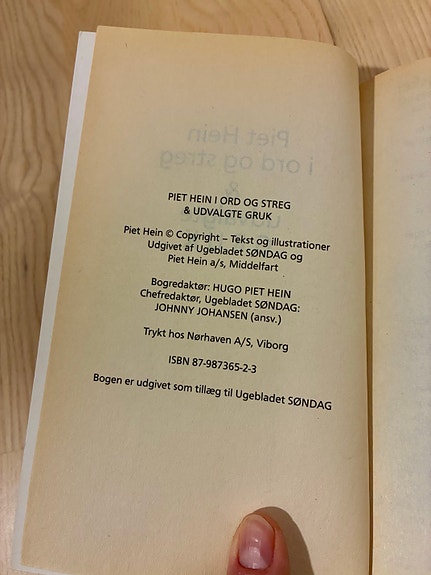 PIET HEIN I ORD OG STREG
& UDVALGTE GRUK
Piet Hein © Copyright – Tekst og illustrationer
Udgivet af Ugebladet SØNDAG og
Piet Hein a/s, Middelfart
Bogredaktør: HUGO PIET HEIN
Chefredaktør, Ugebladet SØNDAG:
JOHNNY JOHANSEN (ansv.)
Trykt hos Nørhaven A/S, Viborg
ISBN 87-987365-2-3
Bogen er udgivet som tillæg til Ugebladet SØNDAG